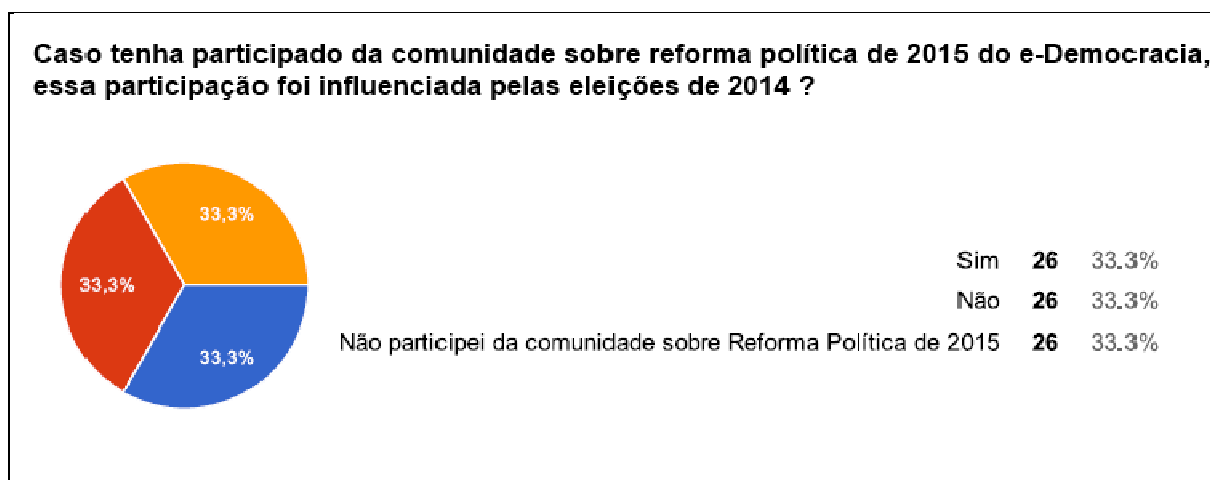 Caso tenha participado da comunidade sobre reforma política de 2015 do e-Democracia,
essa participação foi influenciada pelas eleições de 2014 ?
33,3%
33,3%
33,3%
Sim 26 33.3%
Não 26 33.3%
Não participei da comunidade sobre Reforma Política de 2015 26 33.3%